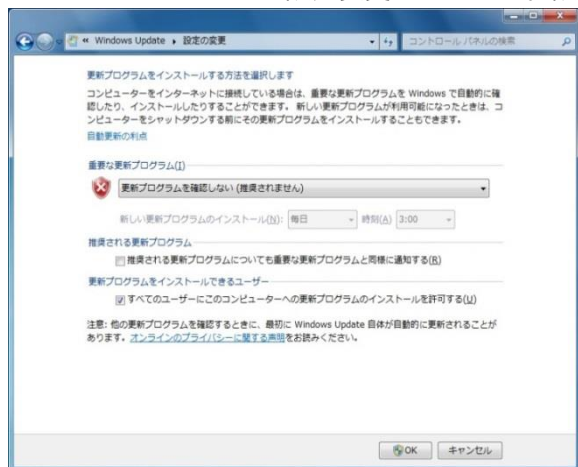 « Windows Update ▸ 設定の変更
コントロール パネルの検索
更新プログラムをインストールする方法を選択します
コンピューターをインターネットに接続している場合は、重要な更新プログラムを Windows で自動的に確
認したり、インストールしたりすることができます。 新しい更新プログラムが利用可能になったときは、コ
ンピューターをシャットダウンする前にその更新プログラムをインストールすることもできます。
自動更新の利点
重要な更新プログラム(I)
更新プログラムを確認しない (推奨されません)
新しい更新プログラムのインストール(N): 毎日 時刻(A) 3:00
推奨される更新プログラム
推奨される更新プログラムについても重要な更新プログラムと同様に通知する(R)
更新プログラムをインストールできるユーザー
すべてのユーザーにこのコンピューターへの更新プログラムのインストールを許可する(U)
注意: 他の更新プログラムを確認するときに、最初に Windows Update 自体が自動的に更新されることが
あります。オンラインのプライバシーに関する声明をお読みください。
OK キャンセル